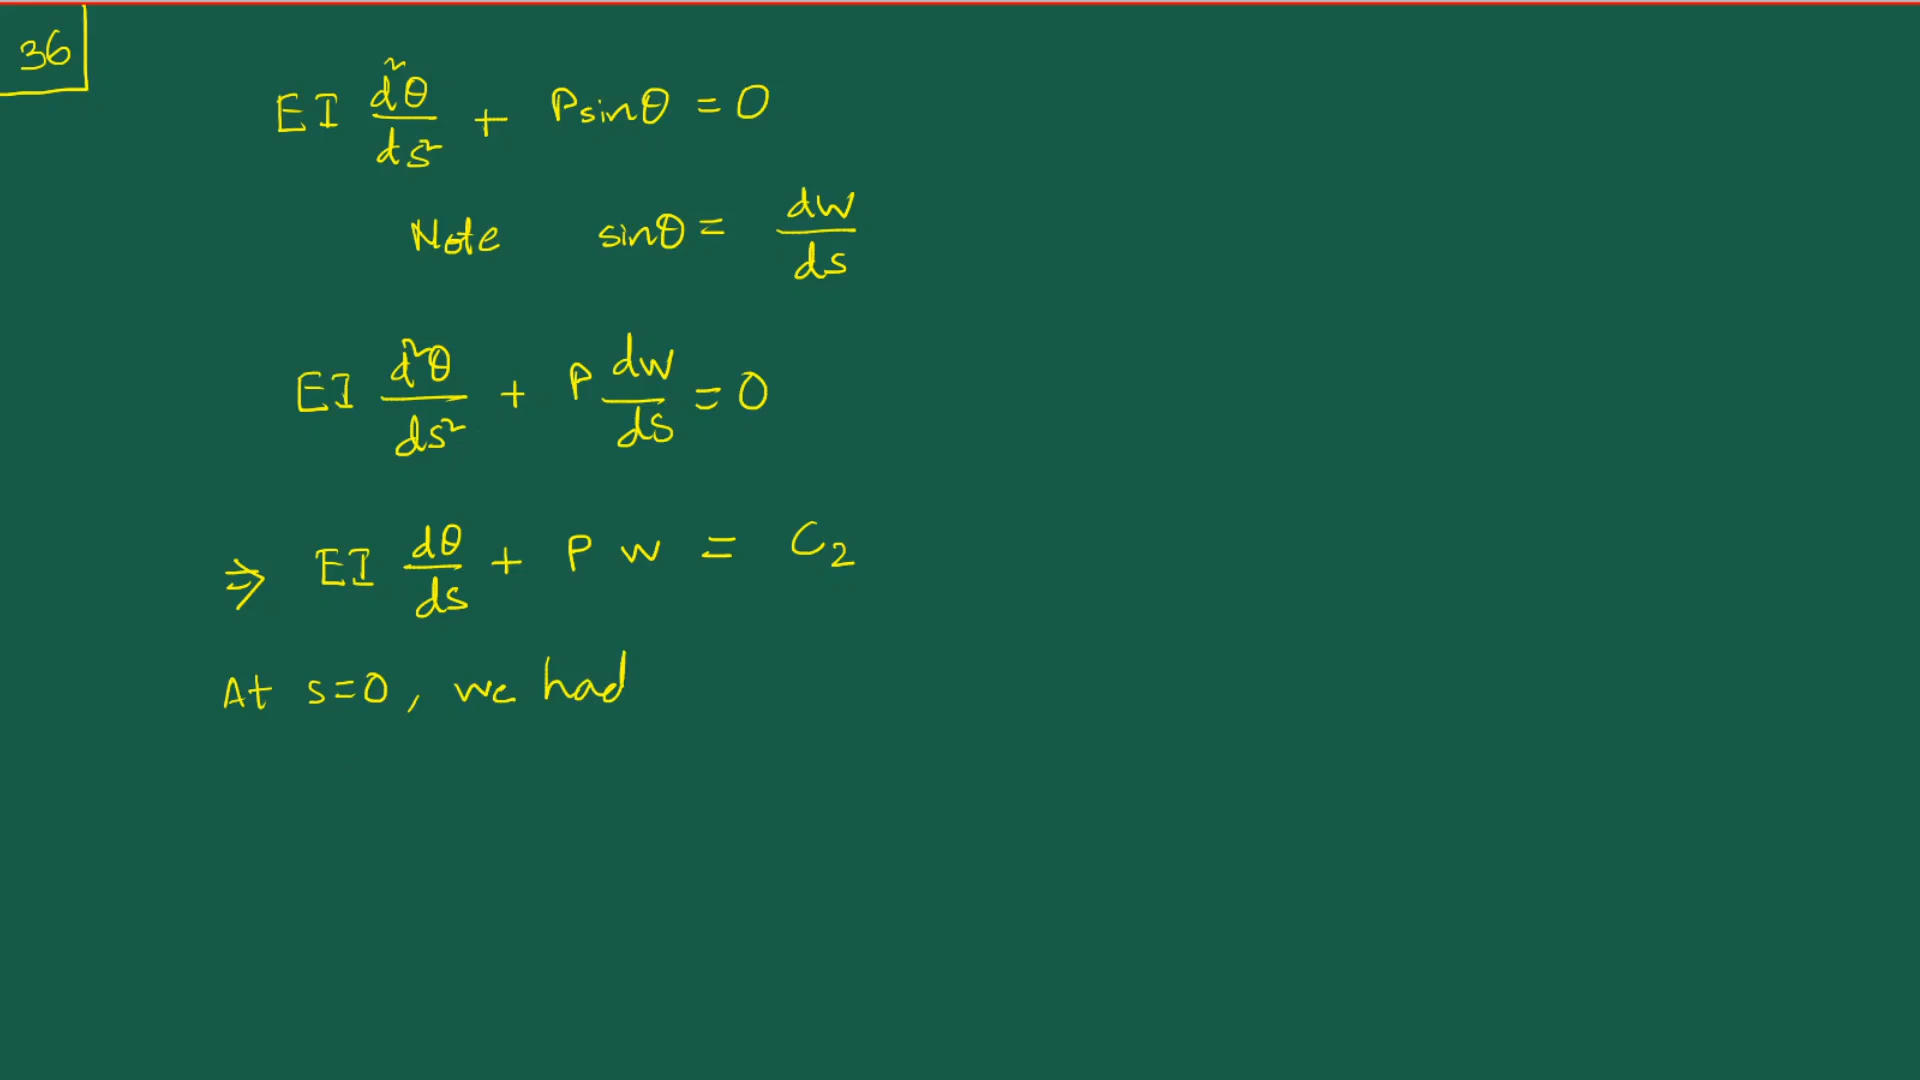 36
EI d²θ/ds² + P sinθ = 0
Note sinθ = dw/ds
EI d²θ/ds² + P dw/ds = 0
⇒ EI dθ/ds + P w = C₂
At s=0, we had